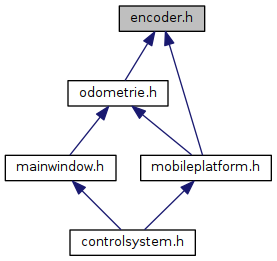 encoder.h
odometrie.h
mainwindow.h
mobileplatform.h
controlsystem.h